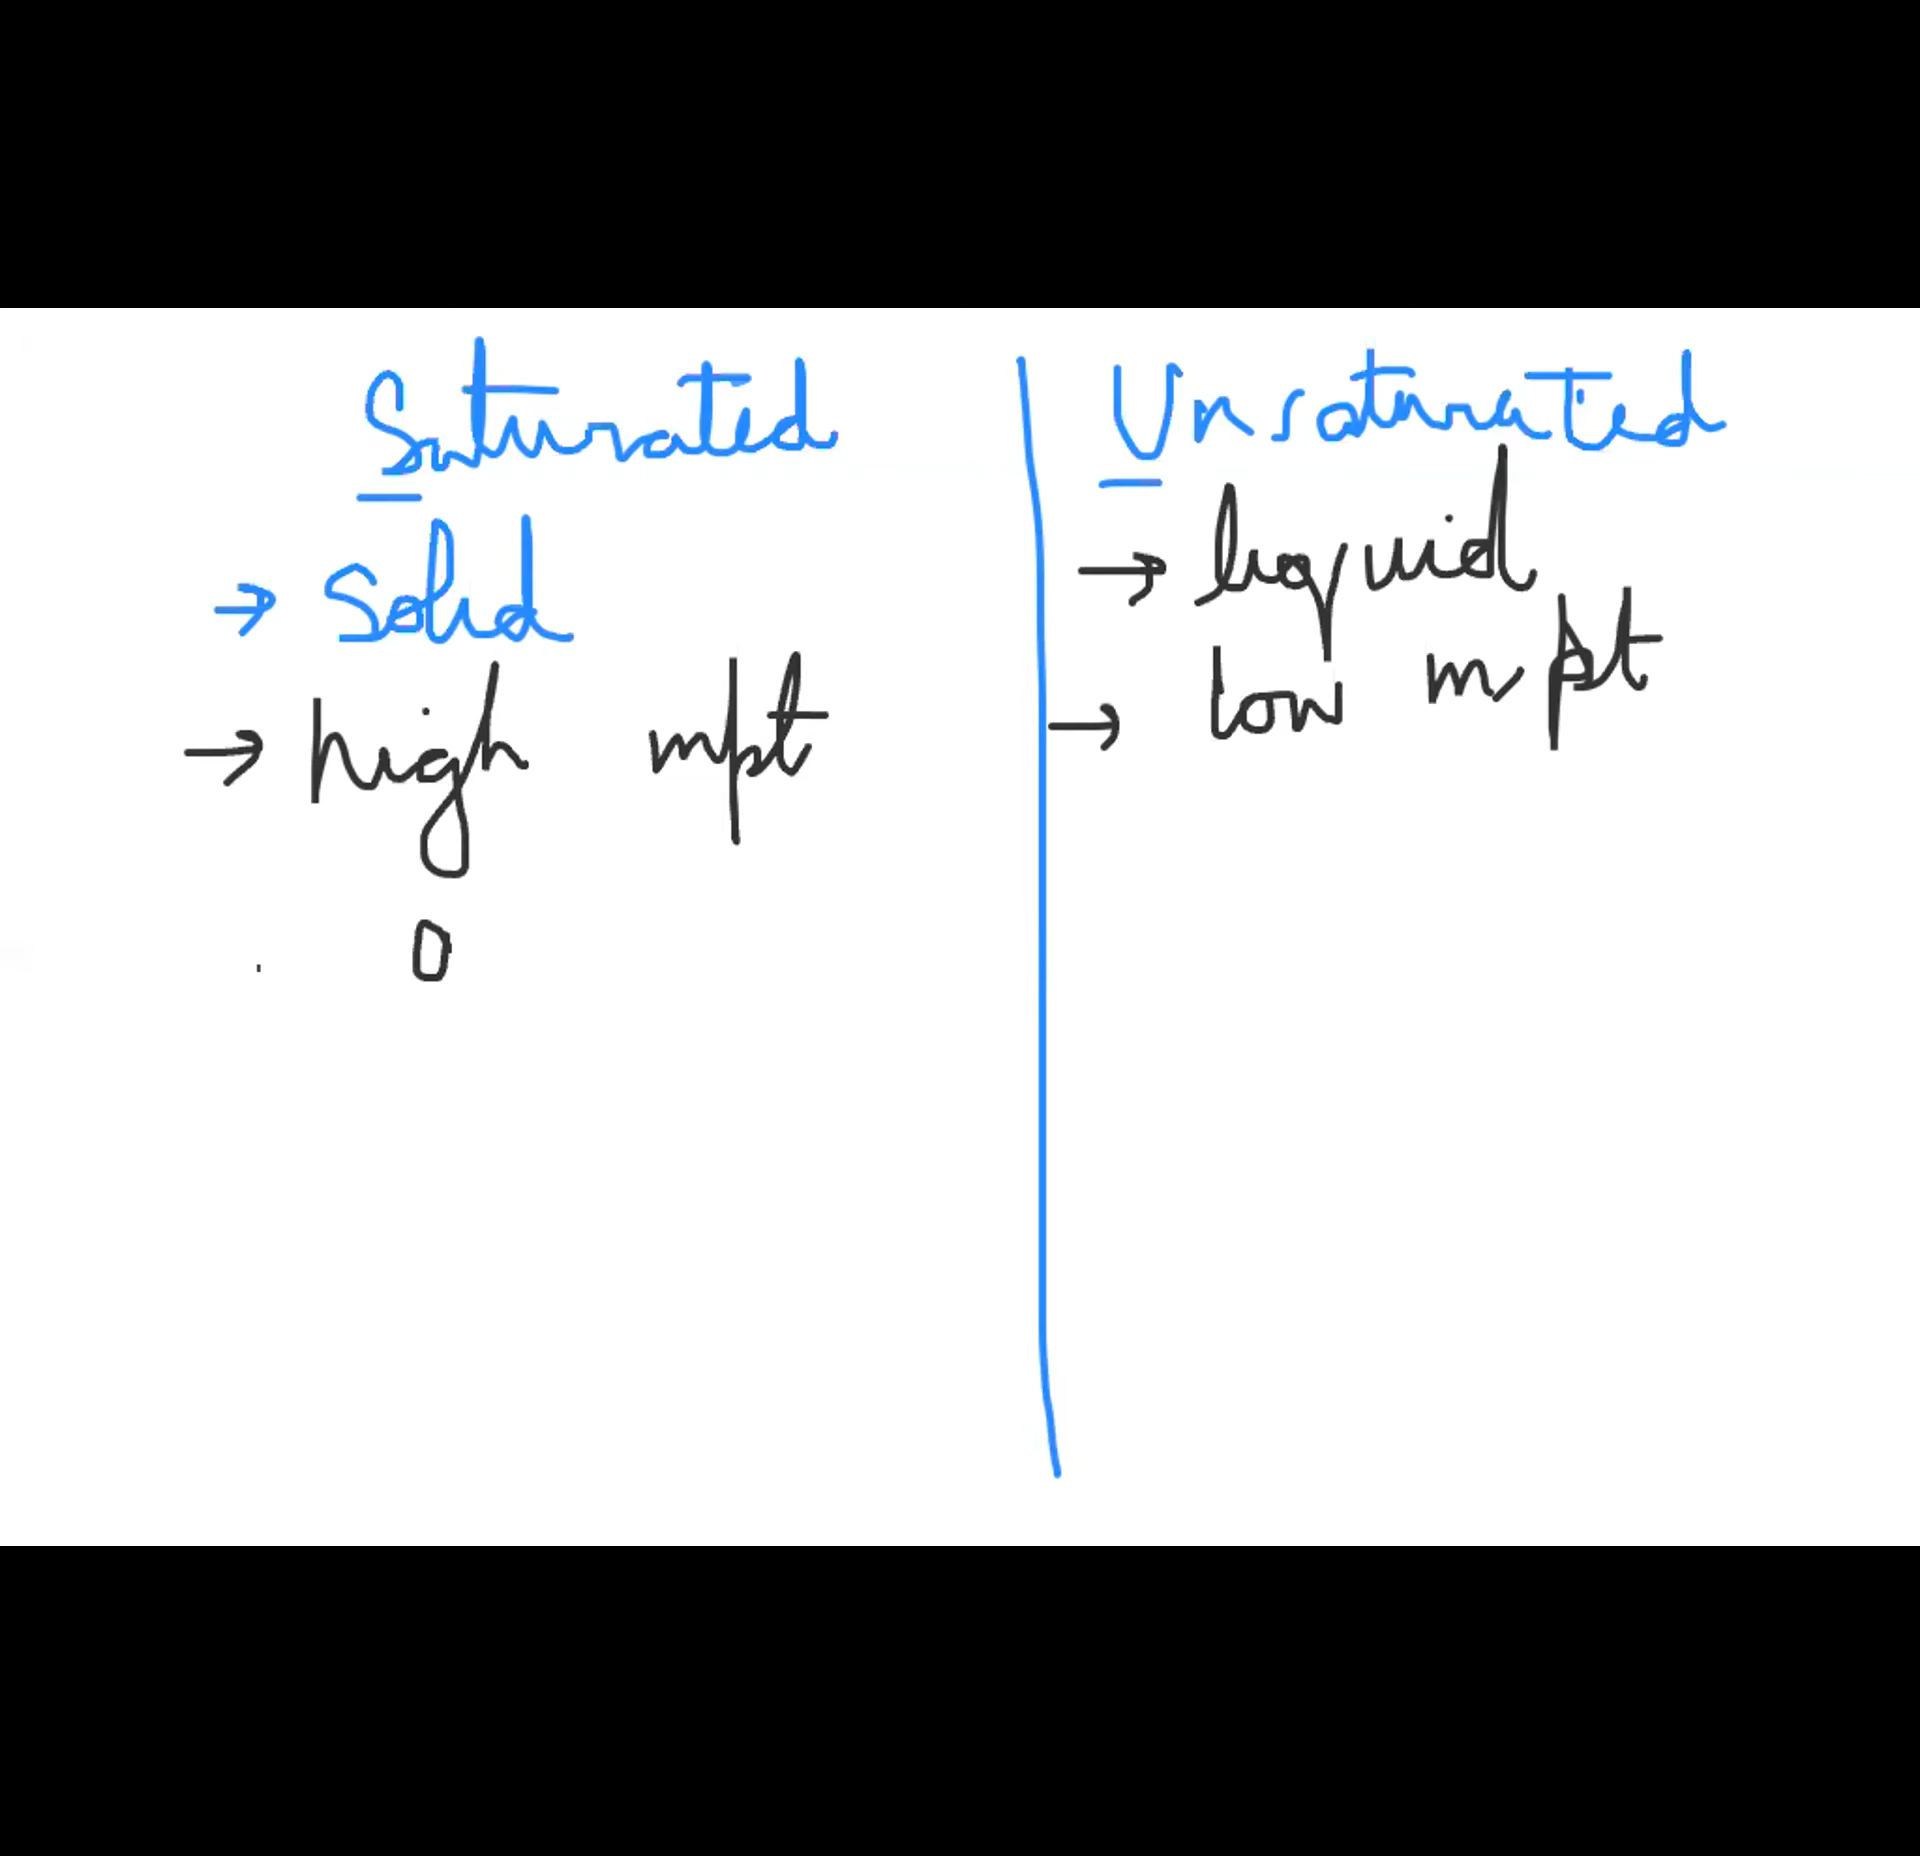 Saturated
→ Solid
→ high mpt
0
Unsaturated
→ liquid
→ low mpt